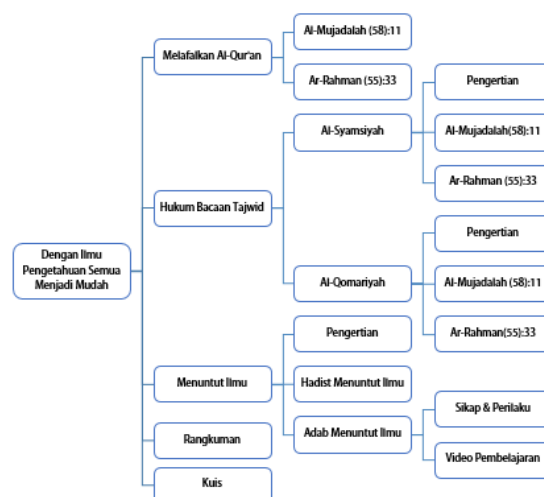 Dengan Ilmu
Pengetahuan Semua
Menjadi Mudah
Melafalkan Al-Qur'an
Al-Mujadalah (58):11
Ar-Rahman (55):33
Hukum Bacaan Tajwid
Al-Syamsiyah
Pengertian
Al-Mujadalah(58):11
Ar-Rahman (55):33
Al-Qomariyah
Pengertian
Al-Mujadalah (58):11
Ar-Rahman(55):33
Menuntut Ilmu
Pengertian
Hadist Menuntut Ilmu
Adab Menuntut Ilmu
Sikap & Perilaku
Video Pembelajaran
Rangkuman
Kuis